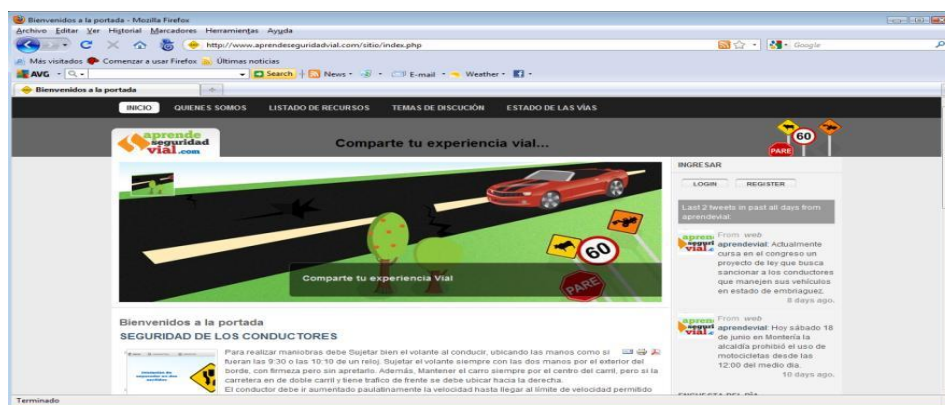 Bienvenidos a la portada - Mozilla Firefox
Archivo Editar Ver Historial Marcadores Herramientas Ayuda
http://www.aprendeseguridadvial.com/sitio/index.php
Google
Más visitados Comenzar a usar Firefox Últimas noticias
AVG Search News E-mail Weather
Bienvenidos a la portada
INICIO QUIENES SOMOS LISTADO DE RECURSOS TEMAS DE DISCUCIÓN ESTADO DE LAS VÍAS
aprende
seguridad
vial.com
Comparte tu experiencia vial...
60
PARE
60
PARE
Comparte tu experiencia Vial
Bienvenidos a la portada
SEGURIDAD DE LOS CONDUCTORES
Para realizar maniobras debe Sujetar bien el volante al conducir, ubicando las manos como si
fueran las 9:30 o las 10:10 de un reloj. Sujetar el volante siempre con las dos manos por el exterior del
borde, con firmeza pero sin apretarlo. Además, Mantener el carro siempre por el centro del carril, pero si la
carretera en de doble carril y tiene trafico de frente se debe ubicar hacia la derecha.
El conductor debe ir aumentado paulatinamente la velocidad hasta llegar al límite de velocidad permitido
INGRESAR
LOGIN REGISTER
Last 2 tweets in past all days from
aprendevial:
From web
aprendevial: Actualmente
cursa en el congreso un
proyecto de ley que busca
sancionar a los conductores
que manejen sus vehículos
en estado de embriaguez.
8 days ago.
From web
aprendevial: Hoy sábado 18
de junio en Montería la
alcaldía prohibió el uso de
motocicletas desde las
12:00 del medio dia.
10 days ago.
ENCUESTA DEL DÍA
Terminado